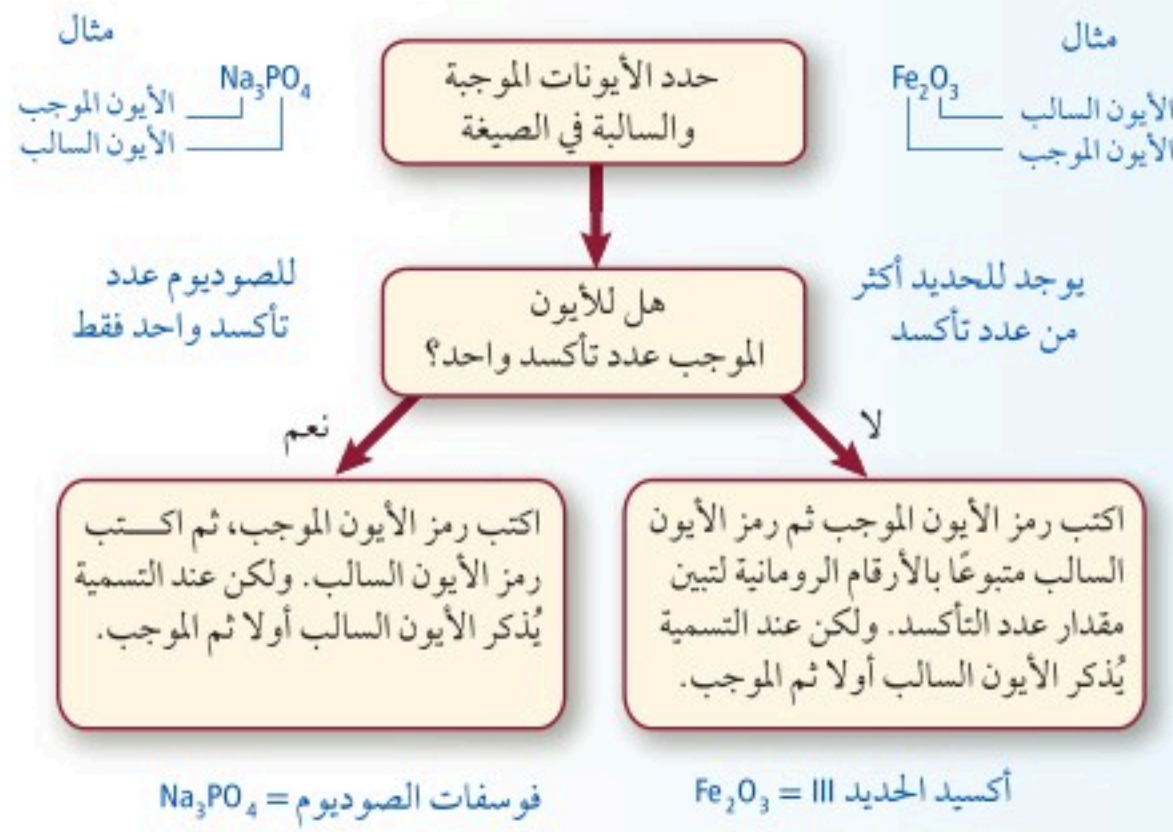 مثال
Fe2O3
الأيون السالب
الأيون الموجب
حدد الأيونات الموجبة
والسالبة في الصيغة
مثال
Na3PO4
الأيون الموجب
الأيون السالب
يوجد للحديد أكثر
من عدد تأكسد
هل للأيون
الموجب عدد تأكسد واحد؟
للصوديوم عدد
تأكسد واحد فقط
لا
نعم
اكتب رمز الأيون الموجب ثم رمز الأيون
السالب متبوعًا بالأرقام الرومانية لتبين
مقدار عدد التأكسد. ولكن عند التسمية
يُذكر الأيون السالب أولا ثم الموجب.
اكتب رمز الأيون الموجب، ثم اكتب
رمز الأيون السالب. ولكن عند التسمية
يُذكر الأيون السالب أولا ثم الموجب.
أكسيد الحديد Fe2O3 = III
فوسفات الصوديوم = Na3PO4